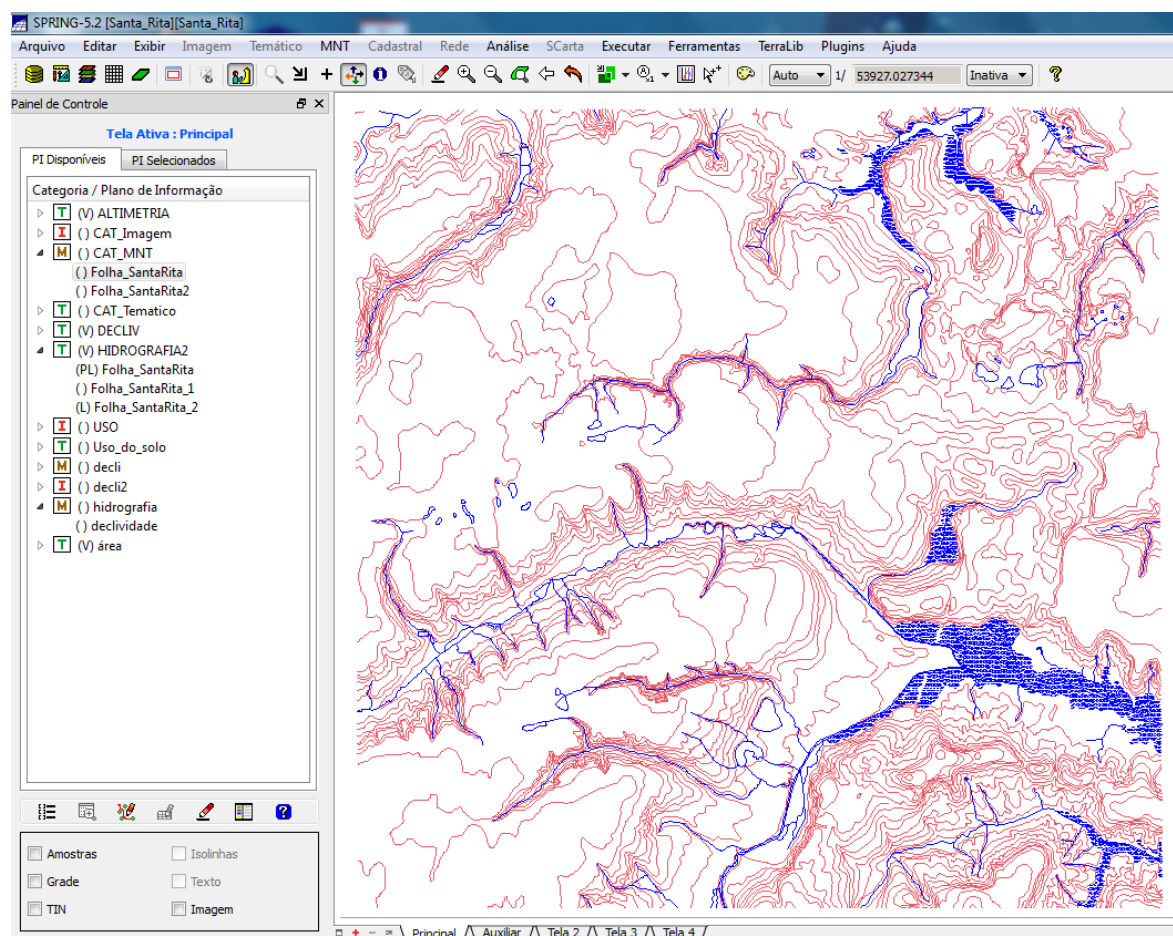 SPRING-5.2 [Santa_Rita][Santa_Rita]
Arquivo Editar Exibir Imagem Temático MNT Cadastral Rede Análise SCarta Executar Ferramentas TerraLib Plugins Ajuda
Auto 1/ 53927.027344 Inativa
Painel de Controle
Tela Ativa : Principal
PI Disponíveis PI Selecionados
Categoria / Plano de Informação
T (V) ALTIMETRIA
I ( ) CAT_Imagem
M ( ) CAT_MNT
( ) Folha_SantaRita
( ) Folha_SantaRita2
T ( ) CAT_Tematico
T (V) DECLIV
T (V) HIDROGRAFIA2
(PL) Folha_SantaRita
( ) Folha_SantaRita_1
(L) Folha_SantaRita_2
I ( ) USO
T ( ) Uso_do_solo
M ( ) decli
I ( ) decli2
M ( ) hidrografia
( ) declividade
T (V) área
Amostras Isolinhas
Grade Texto
TIN Imagem
Principal Auxiliar Tela 2 Tela 3 Tela 4